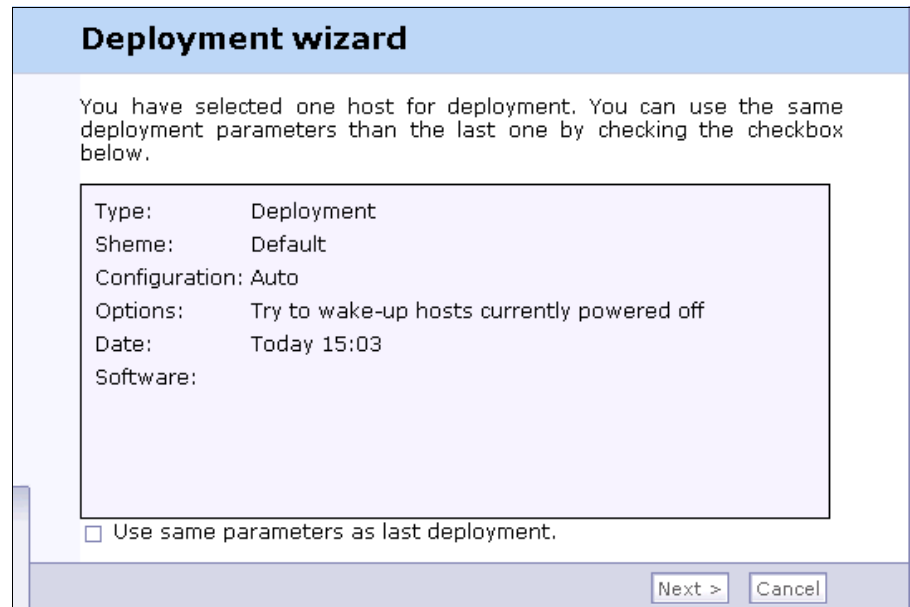 Deployment wizard
You have selected one host for deployment. You can use the same
deployment parameters than the last one by checking the checkbox
below.
Type: Deployment
Sheme: Default
Configuration: Auto
Options: Try to wake-up hosts currently powered off
Date: Today 15:03
Software:
Use same parameters as last deployment.
Next > Cancel